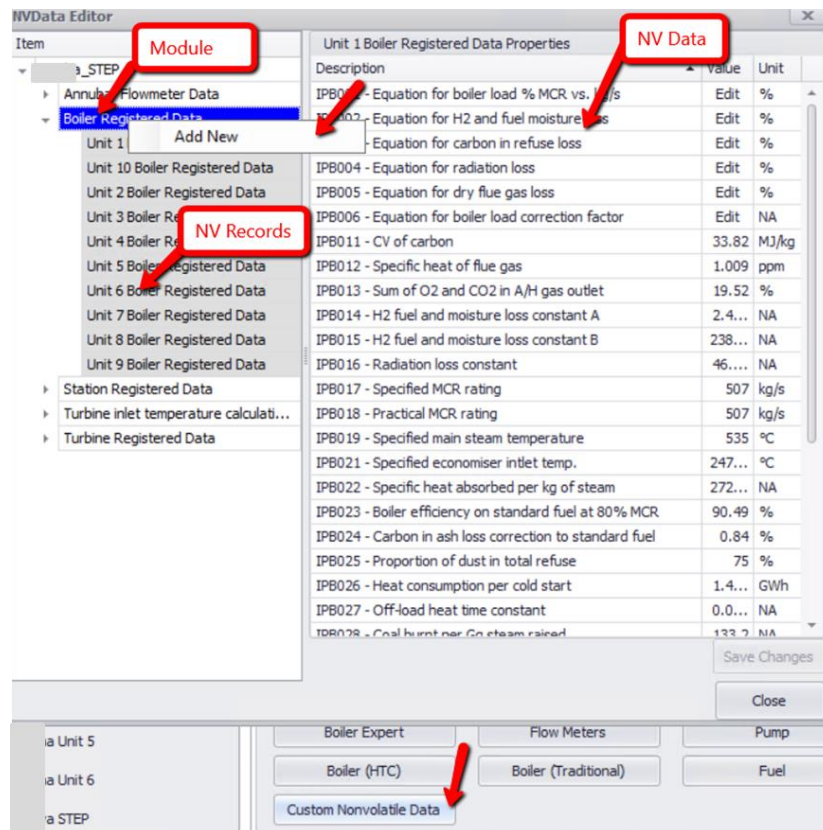 NVData Editor
Item
Module
a_STEP
Annubar Flowmeter Data
Boiler Registered Data
Add New
Unit 1
Unit 10 Boiler Registered Data
Unit 2 Boiler Registered Data
Unit 3 Boiler Re
NV Records
Unit 4 Boiler Re
Unit 5 Boiler Registered Data
Unit 6 Boiler Registered Data
Unit 7 Boiler Registered Data
Unit 8 Boiler Registered Data
Unit 9 Boiler Registered Data
Station Registered Data
Turbine inlet temperature calculati...
Turbine Registered Data
Unit 1 Boiler Registered Data Properties
NV Data
Description Value Unit
- Equation for boiler load % MCR vs. kg/s Edit %
- Equation for H2 and fuel moisture Edit %
- Equation for carbon in refuse loss Edit %
IPB004 - Equation for radiation loss Edit %
IPB005 - Equation for dry flue gas loss Edit %
IPB006 - Equation for boiler load correction factor Edit NA
IPB011 - CV of carbon 33.82 MJ/kg
IPB012 - Specific heat of flue gas 1.009 ppm
IPB013 - Sum of O2 and CO2 in A/H gas outlet 19.52 %
IPB014 - H2 fuel and moisture loss constant A 2.4... NA
IPB015 - H2 fuel and moisture loss constant B 238... NA
IPB016 - Radiation loss constant 46.... NA
IPB017 - Specified MCR rating 507 kg/s
IPB018 - Practical MCR rating 507 kg/s
IPB019 - Specified main steam temperature 535 °C
IPB021 - Specified economiser intlet temp. 247... °C
IPB022 - Specific heat absorbed per kg of steam 272... NA
IPB023 - Boiler efficiency on standard fuel at 80% MCR 90.49 %
IPB024 - Carbon in ash loss correction to standard fuel 0.84 %
IPB025 - Proportion of dust in total refuse 75 %
IPB026 - Heat consumption per cold start 1.4... GWh
IPB027 - Off-load heat time constant 0.0... NA
IPB028 - Coal burnt per Gg steam raised 133.2 NA
Save Changes
Close
a Unit 5
a Unit 6
a STEP
Boiler Expert Flow Meters Pump
Boiler (HTC) Boiler (Traditional) Fuel
Custom Nonvolatile Data